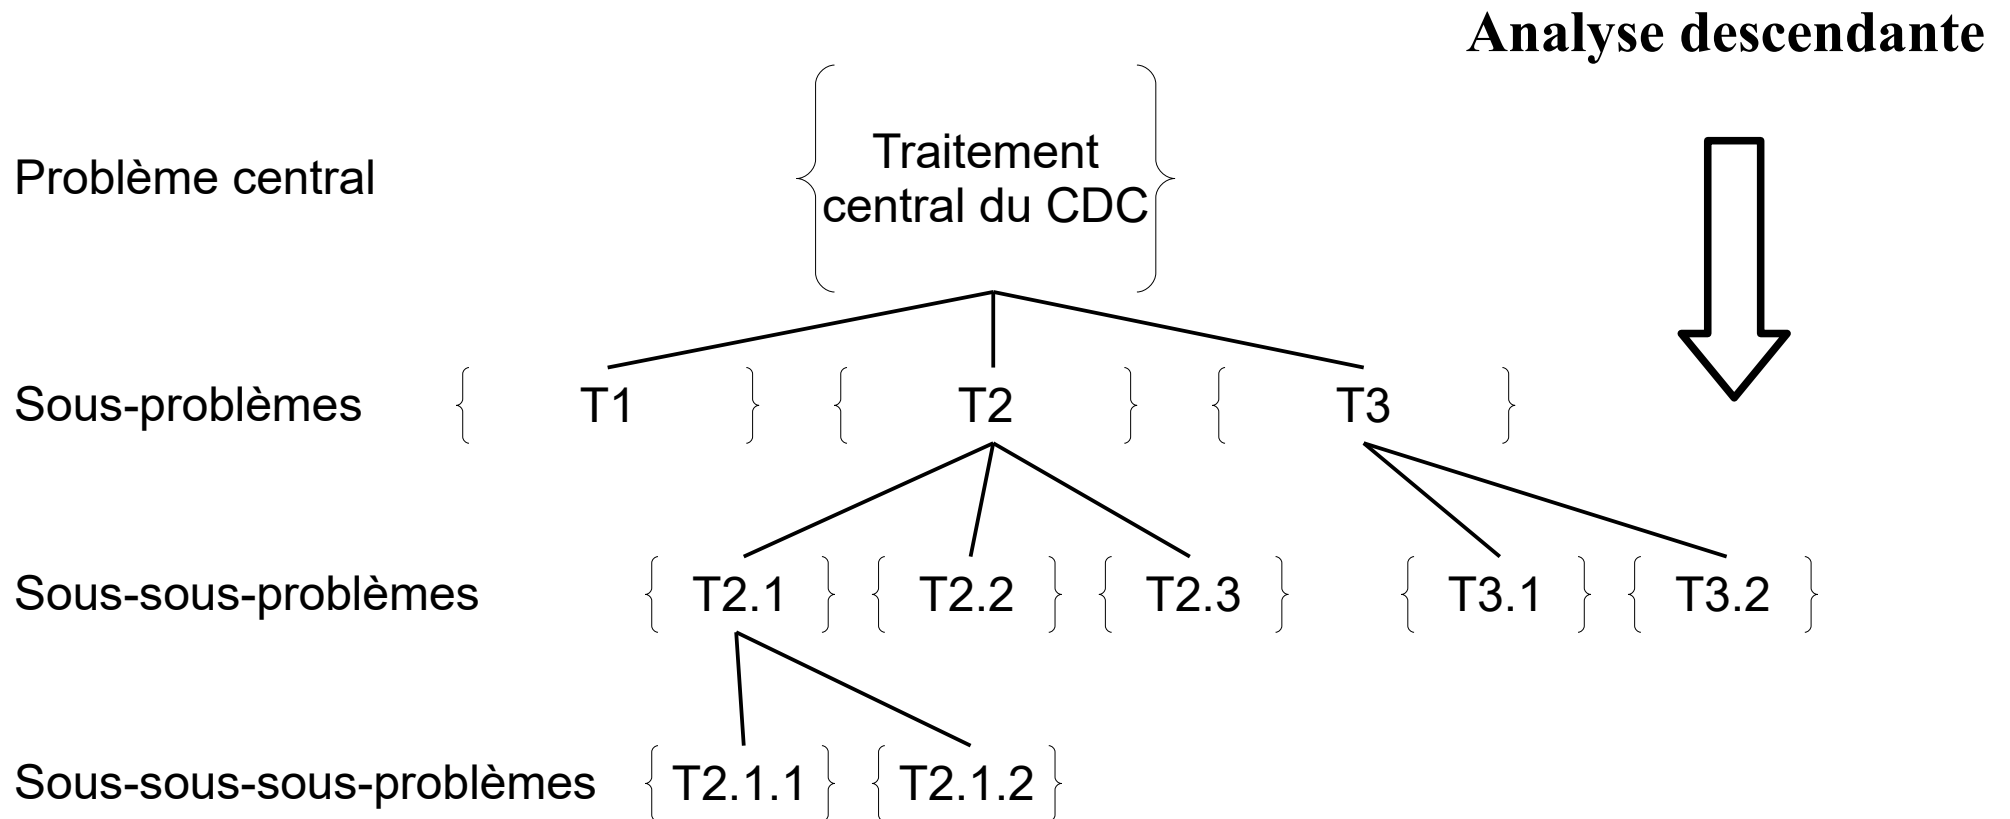 Analyse descendante
Problème central
Traitement
central du CDC
Sous-problèmes
T1
T2
T3
Sous-sous-problèmes
T2.1
T2.2
T2.3
T3.1
T3.2
Sous-sous-sous-problèmes
T2.1.1
T2.1.2